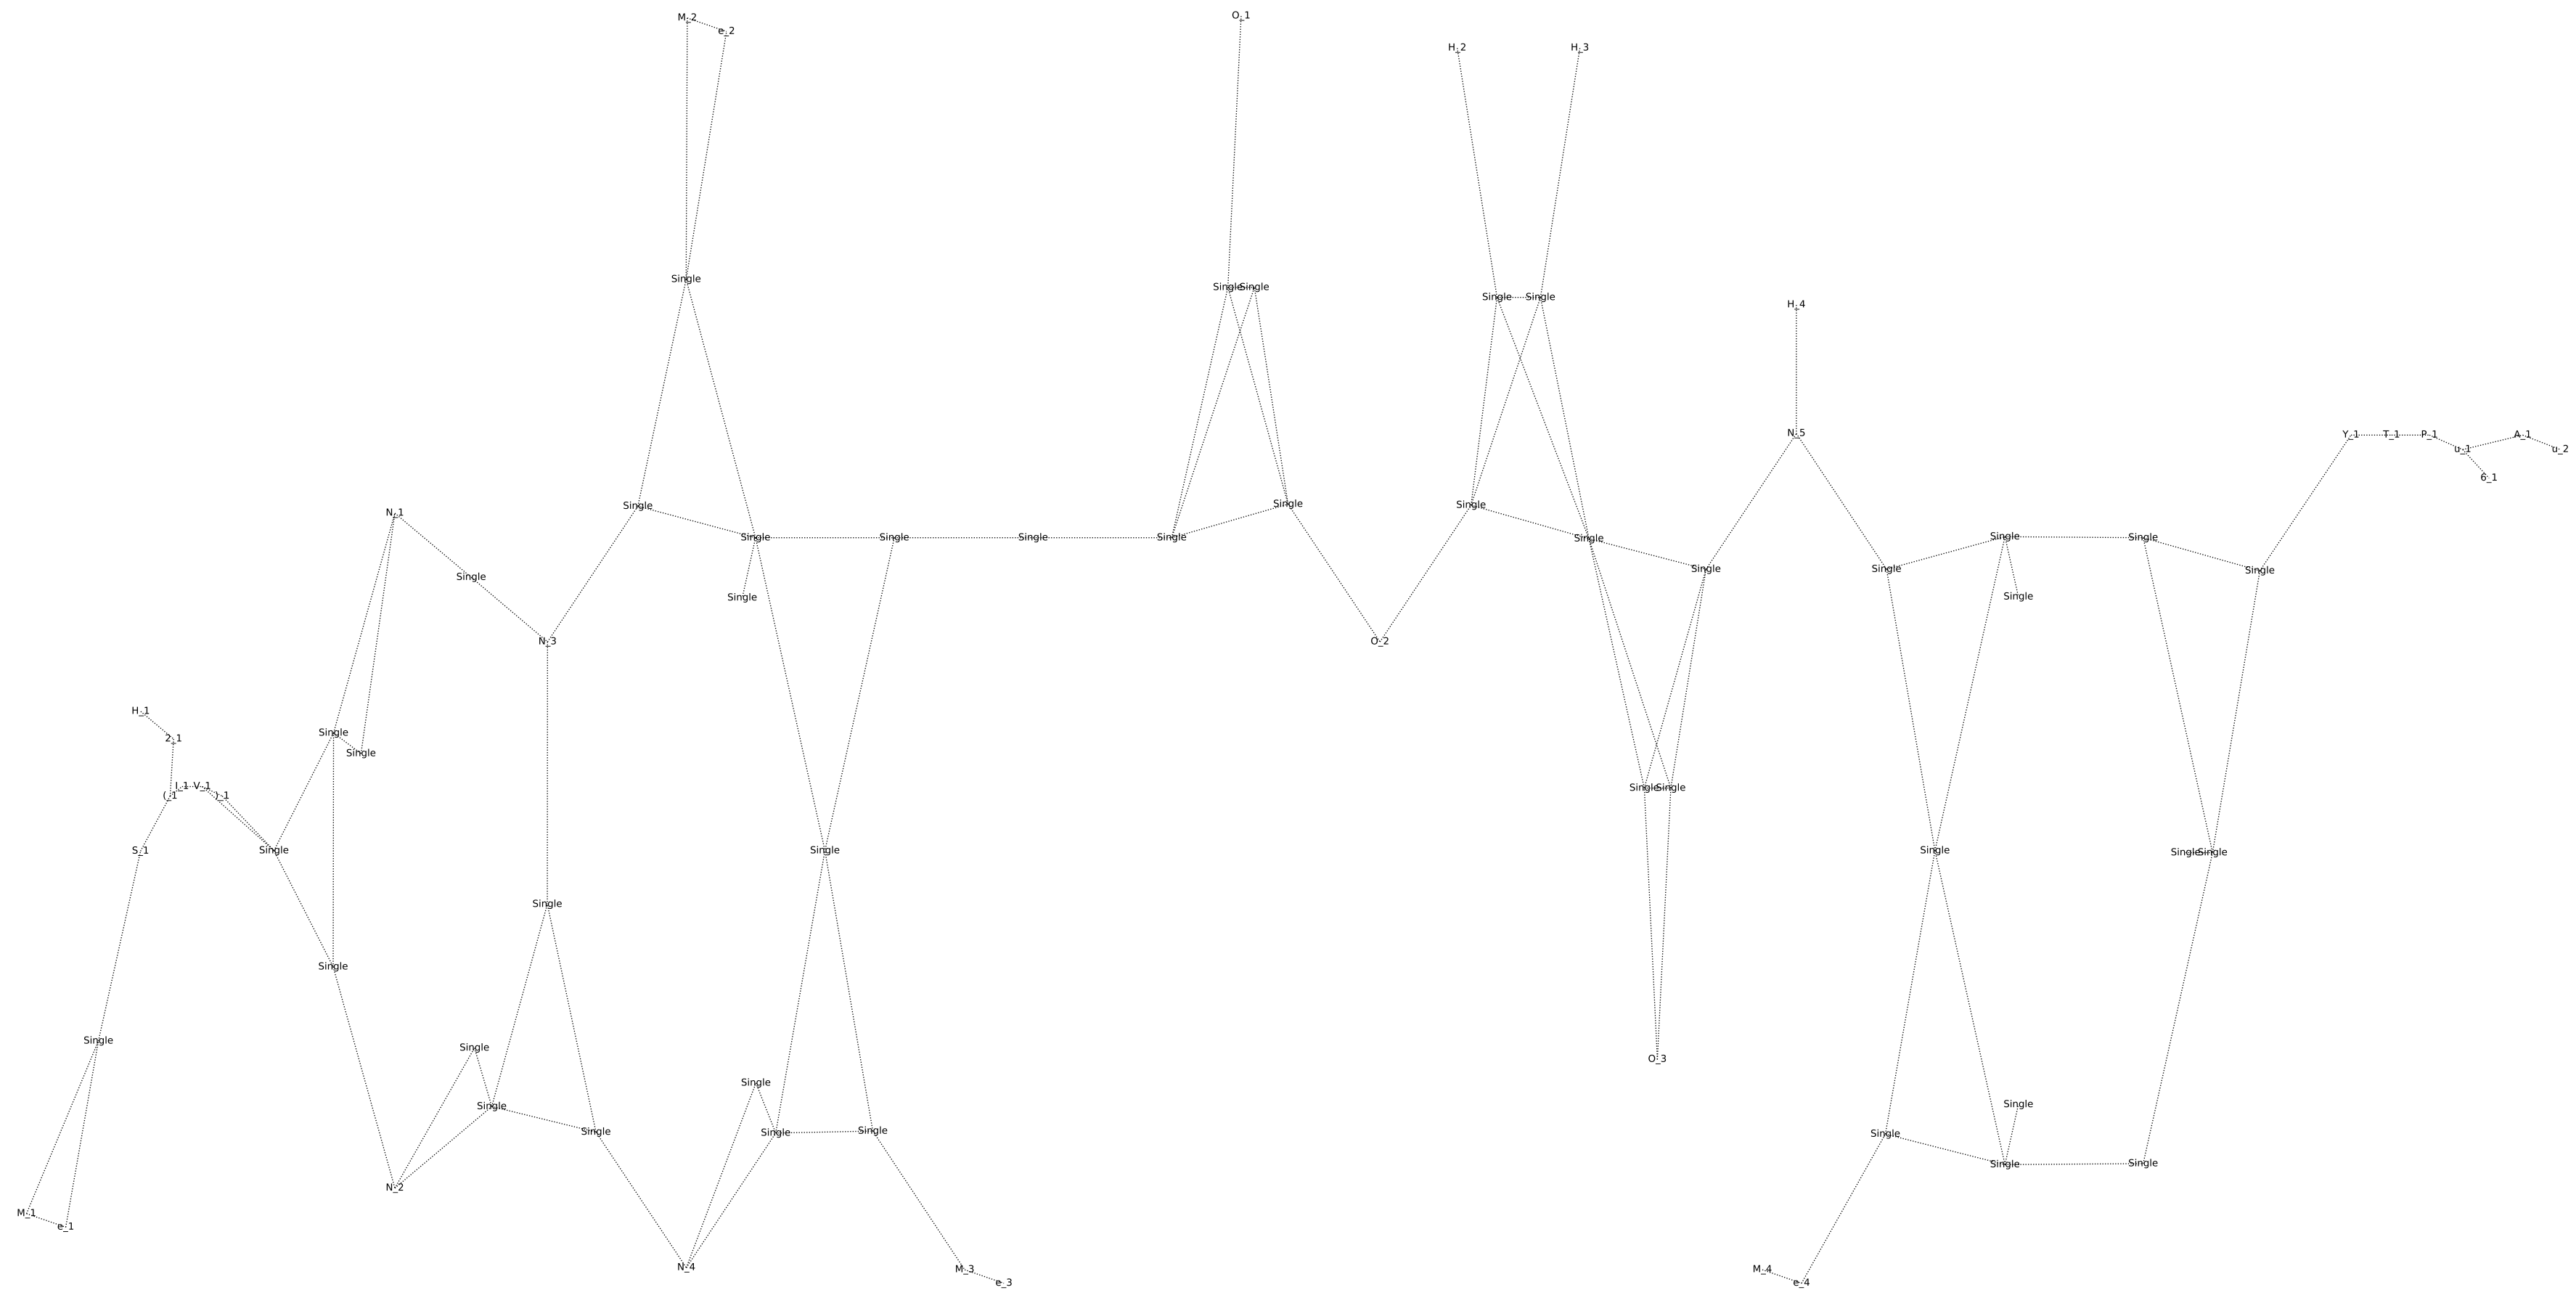 M_2
e_2
O_1
H_2
H_3
Single
Single Single
Single Single
H_4
Y_1 T_1 P_1 u_1 A_1 u_2
N_5
6_1
Single
Single
Single
N_1
Single Single Single Single
Single
Single Single
Single
Single
Single
Single
Single
Single
N_3
O_2
H_1
2_1
Single
Single
(_1 I_1 V_1 )_1
Single Single
S_1
Single
Single
Single
Single Single
Single
Single
Single
Single
O_3
Single
Single
Single
Single
Single
Single
Single
Single
Single
N_2
M_1
e_1
N_4
M_3
e_3
M_4
e_4